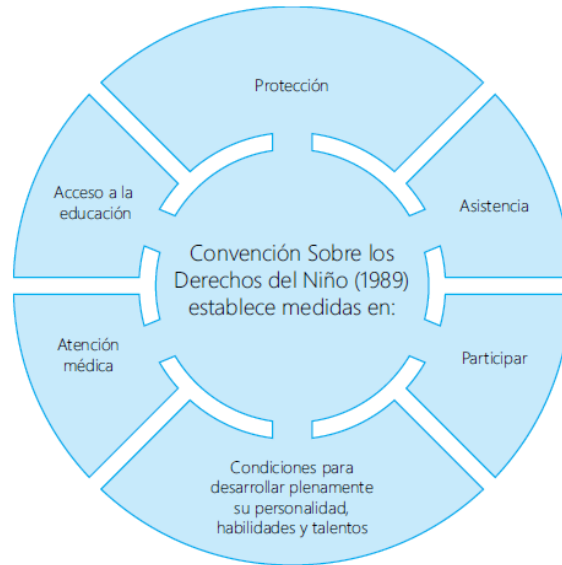 Protección
Acceso a la
educación
Asistencia
Convención Sobre los
Derechos del Niño (1989)
establece medidas en:
Atención
médica
Participar
Condiciones para
desarrollar plenamente
su personalidad,
habilidades y talentos